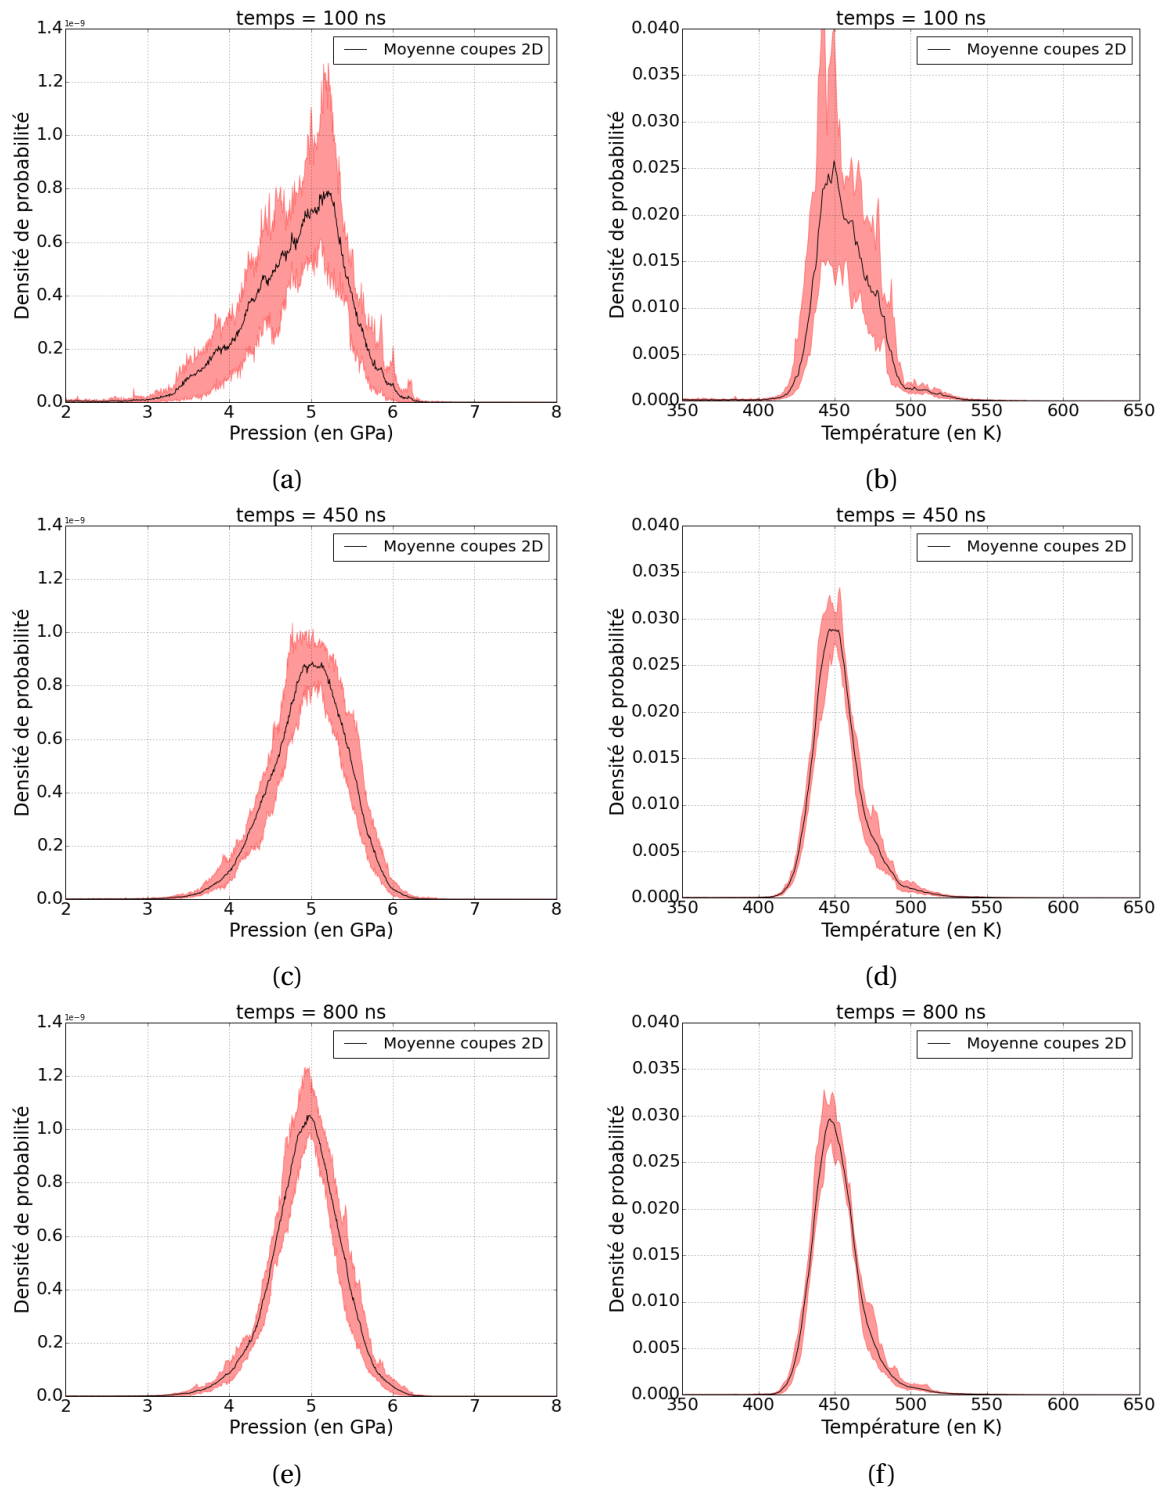 temps = 100 ns
1e−9
Moyenne coupes 2D
1.4
1.2
1.0
0.8
0.6
0.4
0.2
0.0
Densité de probabilité
2 3 4 5 6 7 8
Pression (en GPa)
(a)
temps = 100 ns
Moyenne coupes 2D
0.040
0.035
0.030
0.025
0.020
0.015
0.010
0.005
0.000
Densité de probabilité
350 400 450 500 550 600 650
Température (en K)
(b)
temps = 450 ns
1e−9
Moyenne coupes 2D
1.4
1.2
1.0
0.8
0.6
0.4
0.2
0.0
Densité de probabilité
2 3 4 5 6 7 8
Pression (en GPa)
(c)
temps = 450 ns
Moyenne coupes 2D
0.040
0.035
0.030
0.025
0.020
0.015
0.010
0.005
0.000
Densité de probabilité
350 400 450 500 550 600 650
Température (en K)
(d)
temps = 800 ns
1e−9
Moyenne coupes 2D
1.4
1.2
1.0
0.8
0.6
0.4
0.2
0.0
Densité de probabilité
2 3 4 5 6 7 8
Pression (en GPa)
(e)
temps = 800 ns
Moyenne coupes 2D
0.040
0.035
0.030
0.025
0.020
0.015
0.010
0.005
0.000
Densité de probabilité
350 400 450 500 550 600 650
Température (en K)
(f)